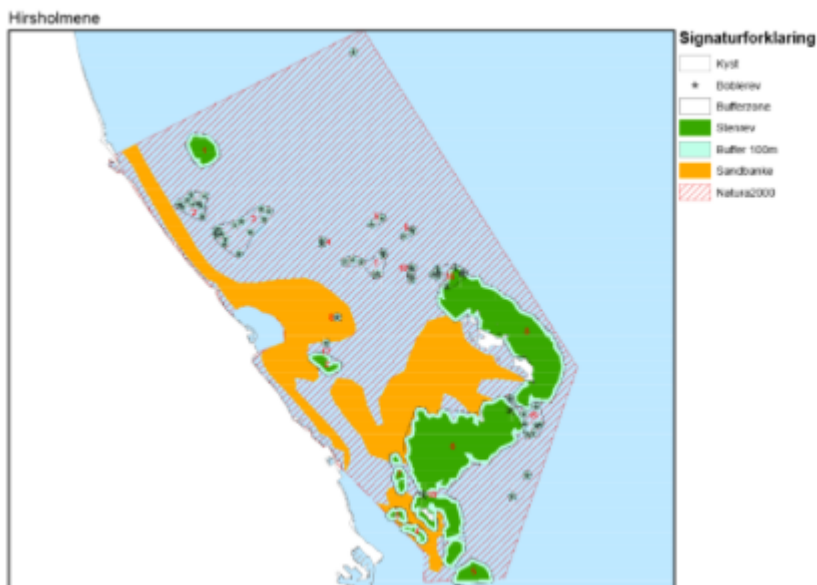 Hirsholmene
Signaturforklaring
Kyst
Boblerev
Bufferzone
Stenrev
Buffer 100m
Sandbanke
Natura2000